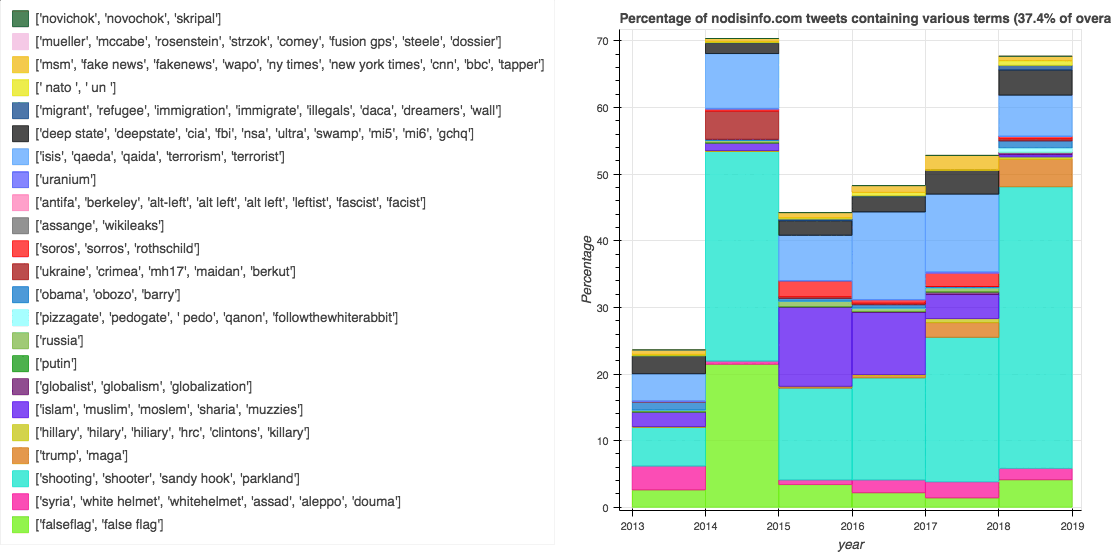 ['novichok', 'novochok', 'skripal']
['mueller', 'mccabe', 'rosenstein', 'strzok', 'comey', 'fusion gps', 'steele', 'dossier']
['msm', 'fake news', 'fakenews', 'wapo', 'ny times', 'new york times', 'cnn', 'bbc', 'tapper']
[' nato ', ' un ']
['migrant', 'refugee', 'immigration', 'immigrate', 'illegals', 'daca', 'dreamers', 'wall']
['deep state', 'deepstate', 'cia', 'fbi', 'nsa', 'ultra', 'swamp', 'mi5', 'mi6', 'gchq']
['isis', 'qaeda', 'qaida', 'terrorism', 'terrorist']
['uranium']
['antifa', 'berkeley', 'alt-left', 'alt left', 'alt left', 'leftist', 'fascist', 'facist']
['assange', 'wikileaks']
['soros', 'sorros', 'rothschild']
['ukraine', 'crimea', 'mh17', 'maidan', 'berkut']
['obama', 'obozo', 'barry']
['pizzagate', 'pedogate', ' pedo', 'qanon', 'followthewhiterabbit']
['russia']
['putin']
['globalist', 'globalism', 'globalization']
['islam', 'muslim', 'moslem', 'sharia', 'muzzies']
['hillary', 'hilary', 'hiliary', 'hrc', 'clintons', 'killary']
['trump', 'maga']
['shooting', 'shooter', 'sandy hook', 'parkland']
['syria', 'white helmet', 'whitehelmet', 'assad', 'aleppo', 'douma']
['falseflag', 'false flag']
Percentage of nodisinfo.com tweets containing various terms (37.4% of overa
70
60
50
40
30
20
10
0
Percentage
2013 2014 2015 2016 2017 2018 2019
year